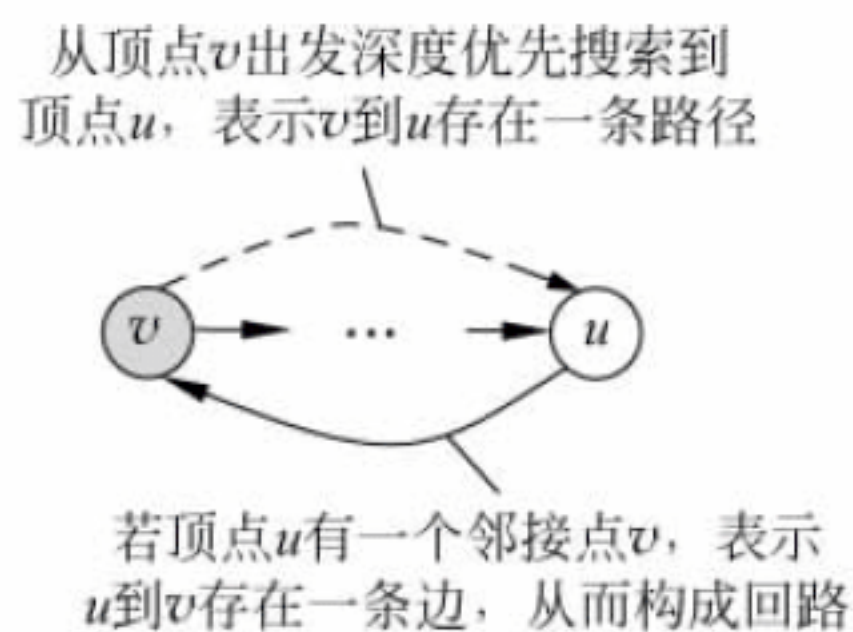 从顶点v出发深度优先搜索到
顶点u，表示v到u存在一条路径
v
…
u
若顶点u有一个邻接点v，表示
u到v存在一条边，从而构成回路